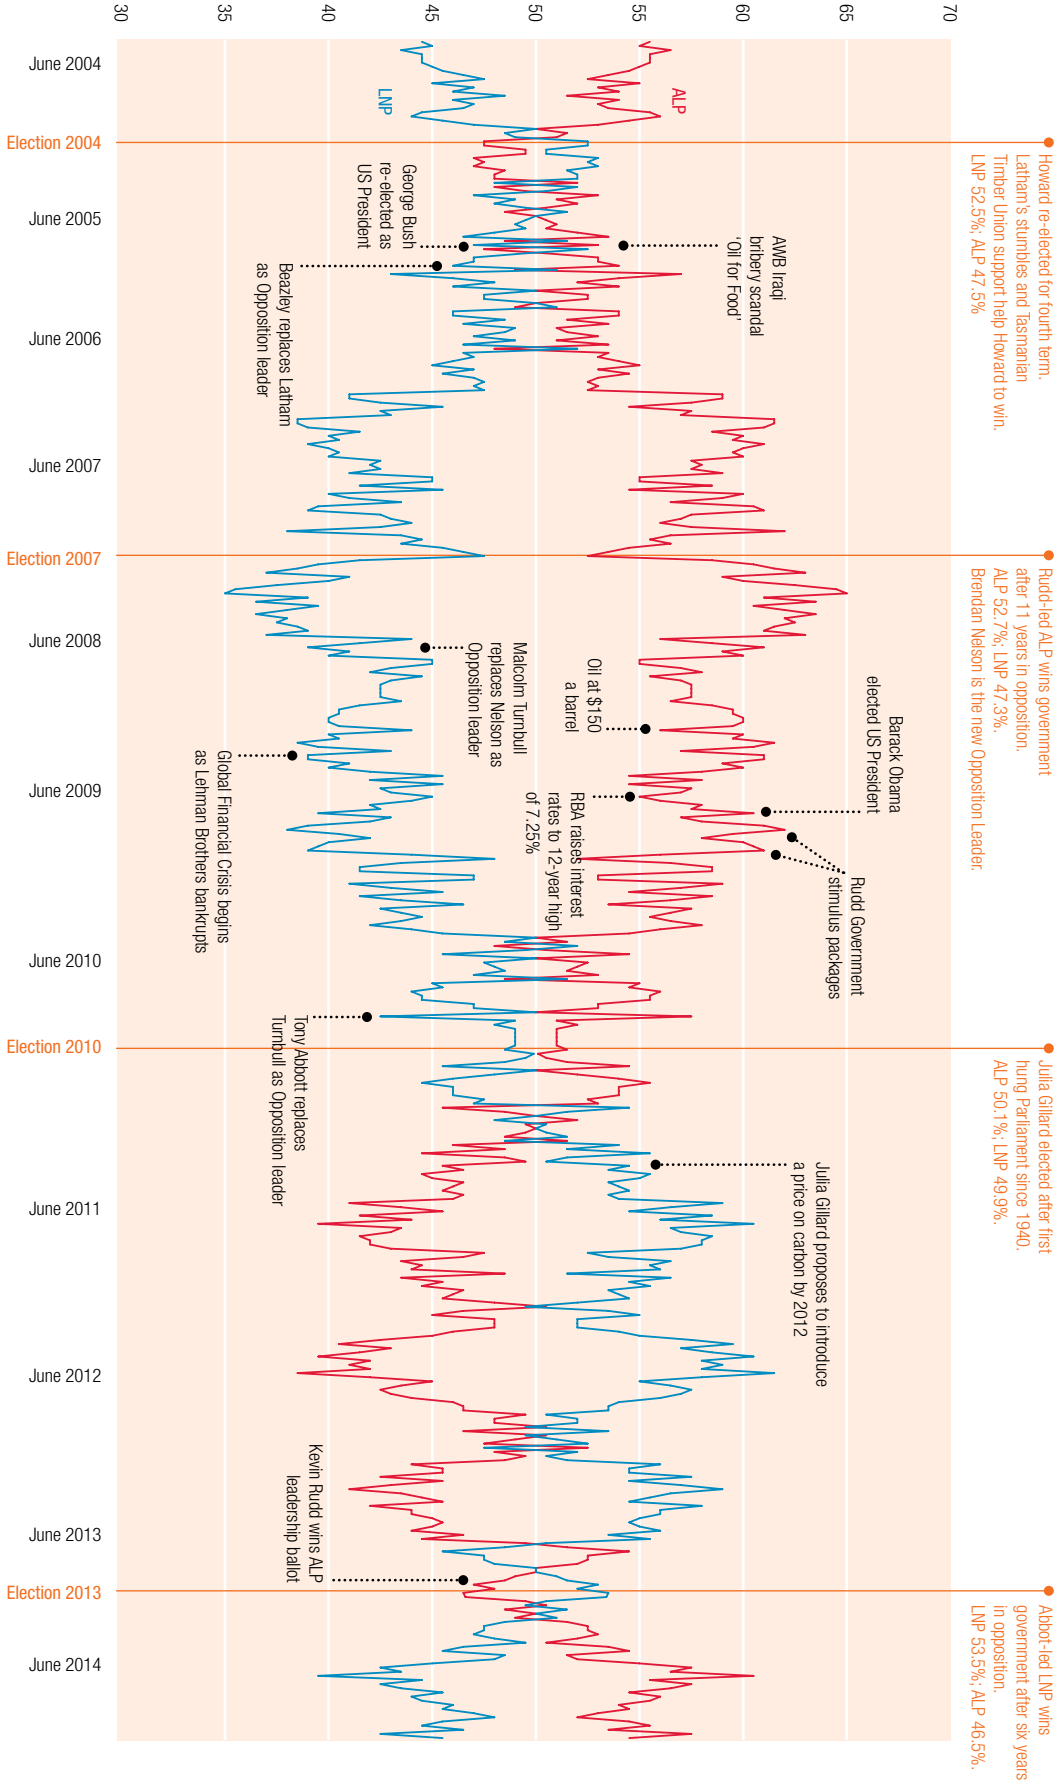 30
35
40
45
50
55
60
65
70
June 2004
Election 2004
June 2005
June 2006
June 2007
Election 2007
June 2008
June 2009
June 2010
Election 2010
June 2011
June 2012
June 2013
Election 2013
June 2014
ALP
LNP
Howard re-elected for fourth term.
Latham's stumbles and Tasmanian
Timber Union support help Howard to win.
LNP 52.5%; ALP 47.5%
AWB Iraqi
bribery scandal
'Oil for Food'
George Bush
re-elected as
US President
Beazley replaces Latham
as Opposition leader
Rudd-led ALP wins government
after 11 years in opposition.
ALP 52.7%; LNP 47.3%.
Brendan Nelson is the new Opposition Leader.
Barack Obama
elected US President
Oil at $150
a barrel
Malcolm Turnbull
replaces Nelson as
Opposition leader
Global Financial Crisis begins
as Lehman Brothers bankrupts
RBA raises interest
rates to 12-year high
of 7.25%
Rudd Government
stimulus packages
Tony Abbott replaces
Turnbull as Opposition leader
Julia Gillard elected after first
hung Parliament since 1940.
ALP 50.1%; LNP 49.9%.
Julia Gillard proposes to introduce
a price on carbon by 2012
Kevin Rudd wins ALP
leadership ballot
Abbot-led LNP wins
government after six years
in opposition.
LNP 53.5%; ALP 46.5%.